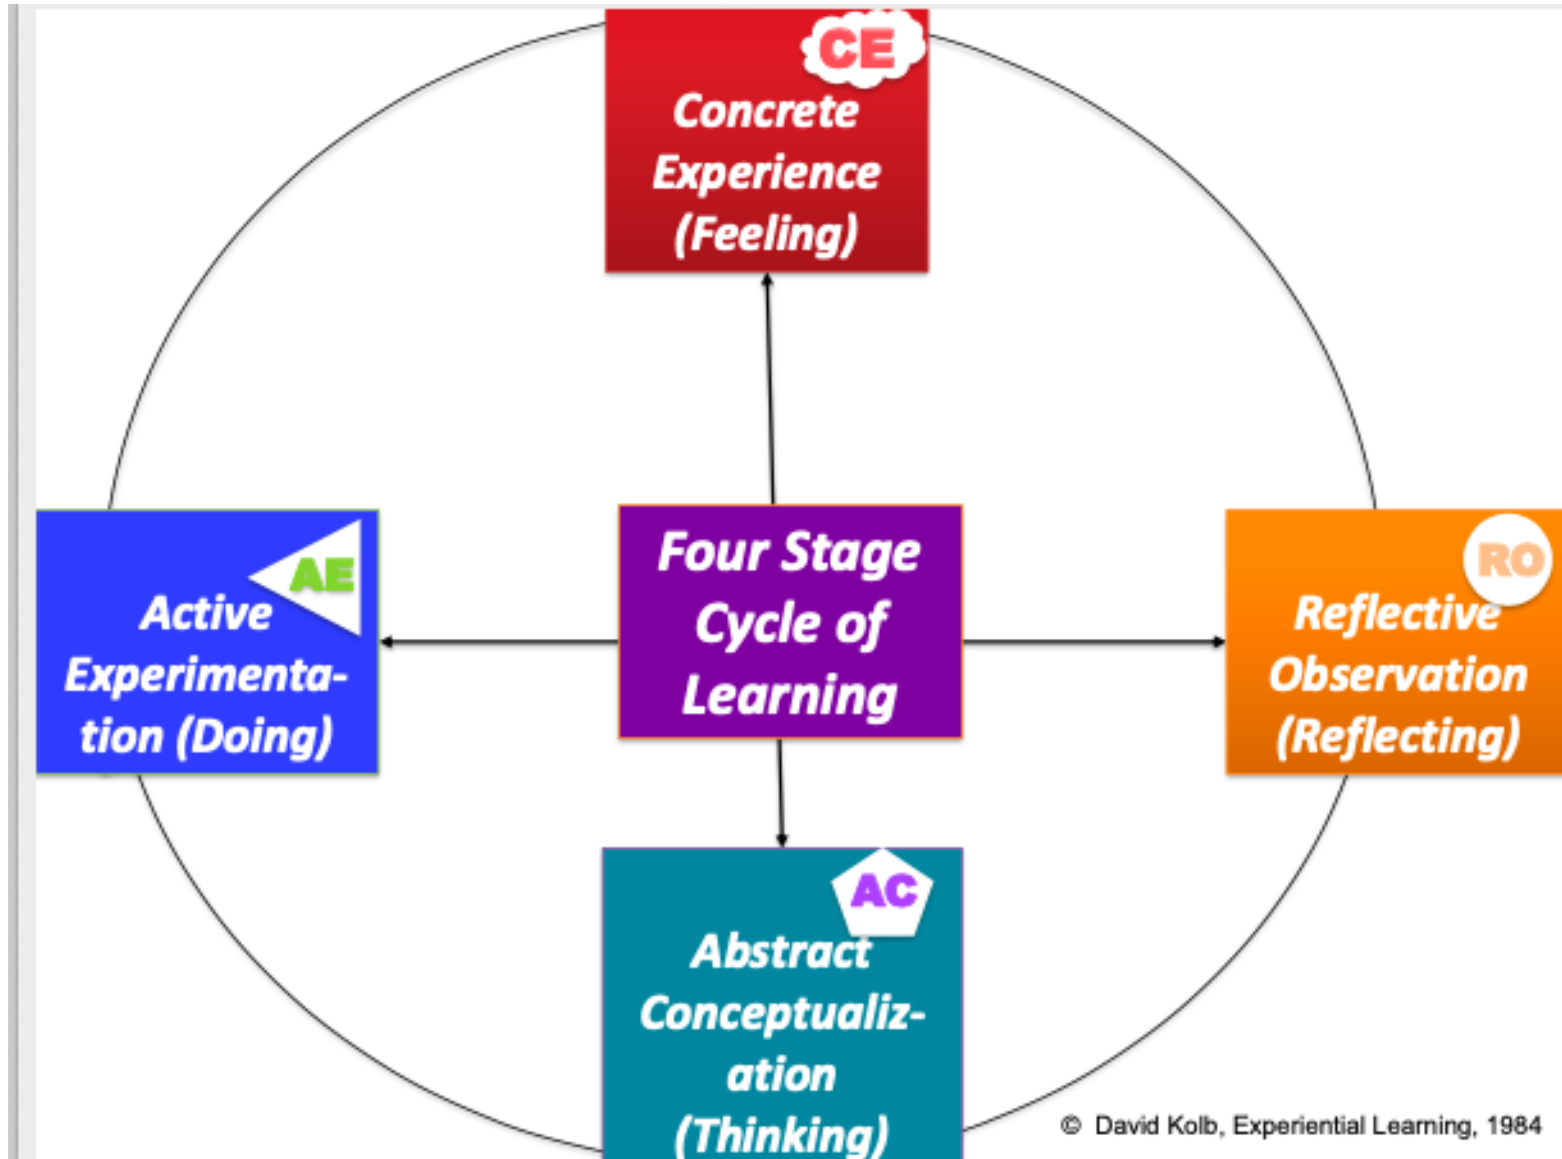 CE
Concrete
Experience
(Feeling)
AE
Active
Experimenta-
tion (Doing)
Four Stage
Cycle of
Learning
RO
Reflective
Observation
(Reflecting)
AC
Abstract
Conceptualiz-
ation
(Thinking)
© David Kolb, Experiential Learning, 1984